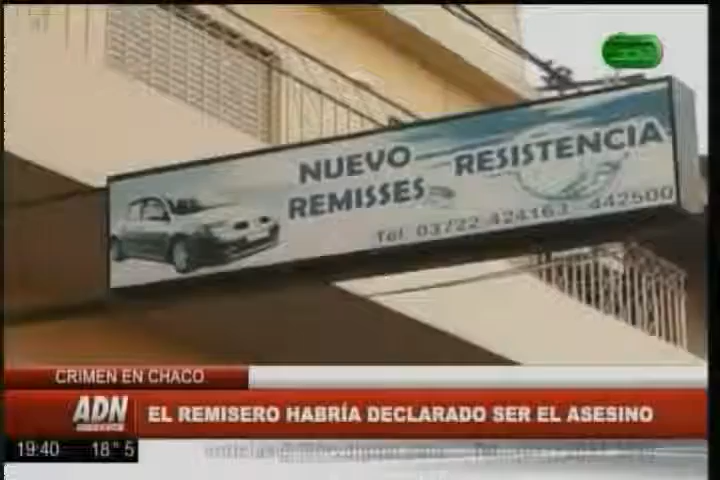 NUEVO RESISTENCIA
REMISSES
Tel. 03722-424163 - 442500
CRIMEN EN CHACO
ADN
EL REMISERO HABRÍA DECLARADO SER EL ASESINO
19:40 18° 5